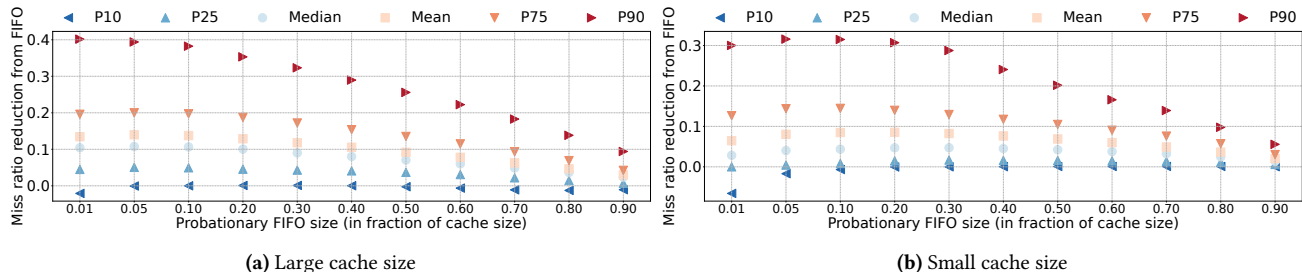 P10 P25 Median Mean P75 P90
Miss ratio reduction from FIFO
0.4
0.3
0.2
0.1
0.0
0.01 0.05 0.10 0.20 0.30 0.40 0.50 0.60 0.70 0.80 0.90
Probationary FIFO size (in fraction of cache size)
(a) Large cache size
P10 P25 Median Mean P75 P90
Miss ratio reduction from FIFO
0.3
0.2
0.1
0.0
0.01 0.05 0.10 0.20 0.30 0.40 0.50 0.60 0.70 0.80 0.90
Probationary FIFO size (in fraction of cache size)
(b) Small cache size